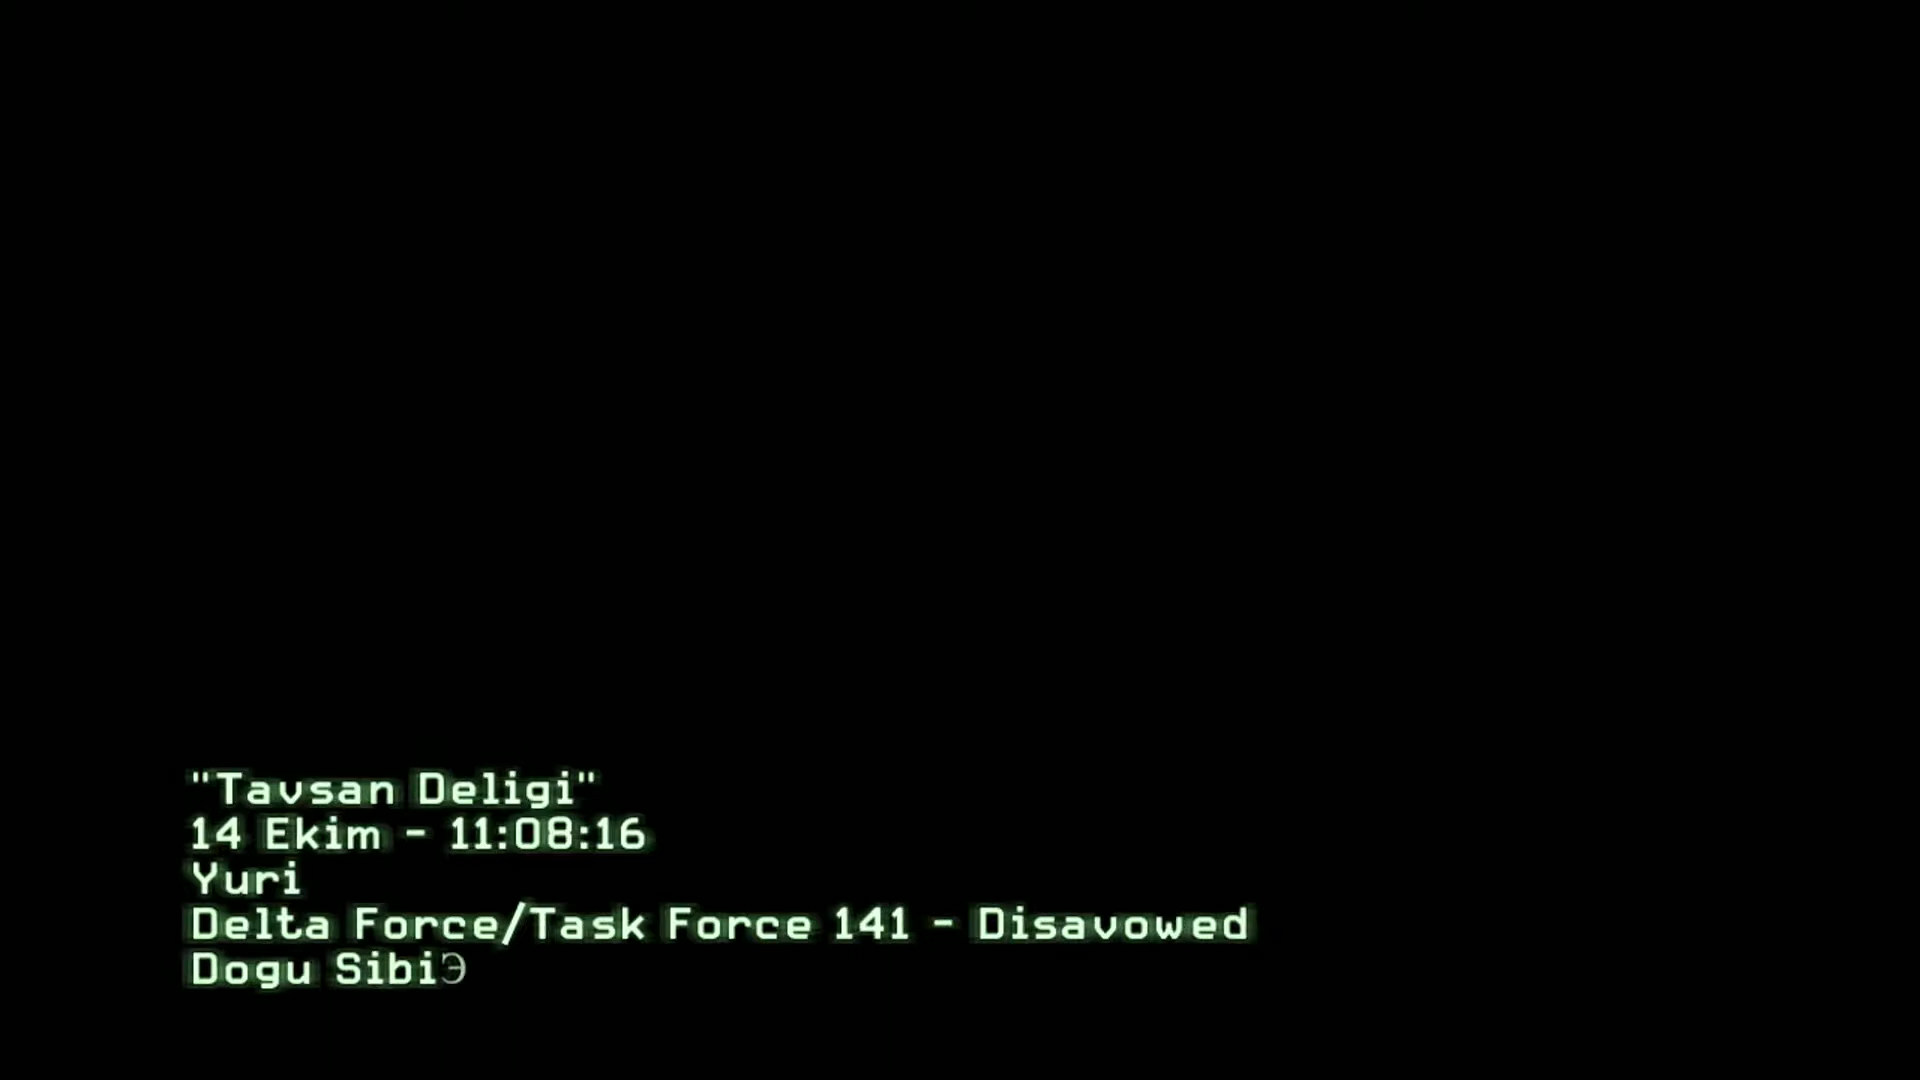 "Tavsan Deligi"
14 Ekim - 11:08:16
Yuri
Delta Force/Task Force 141 - Disavowed
Dogu Sibi